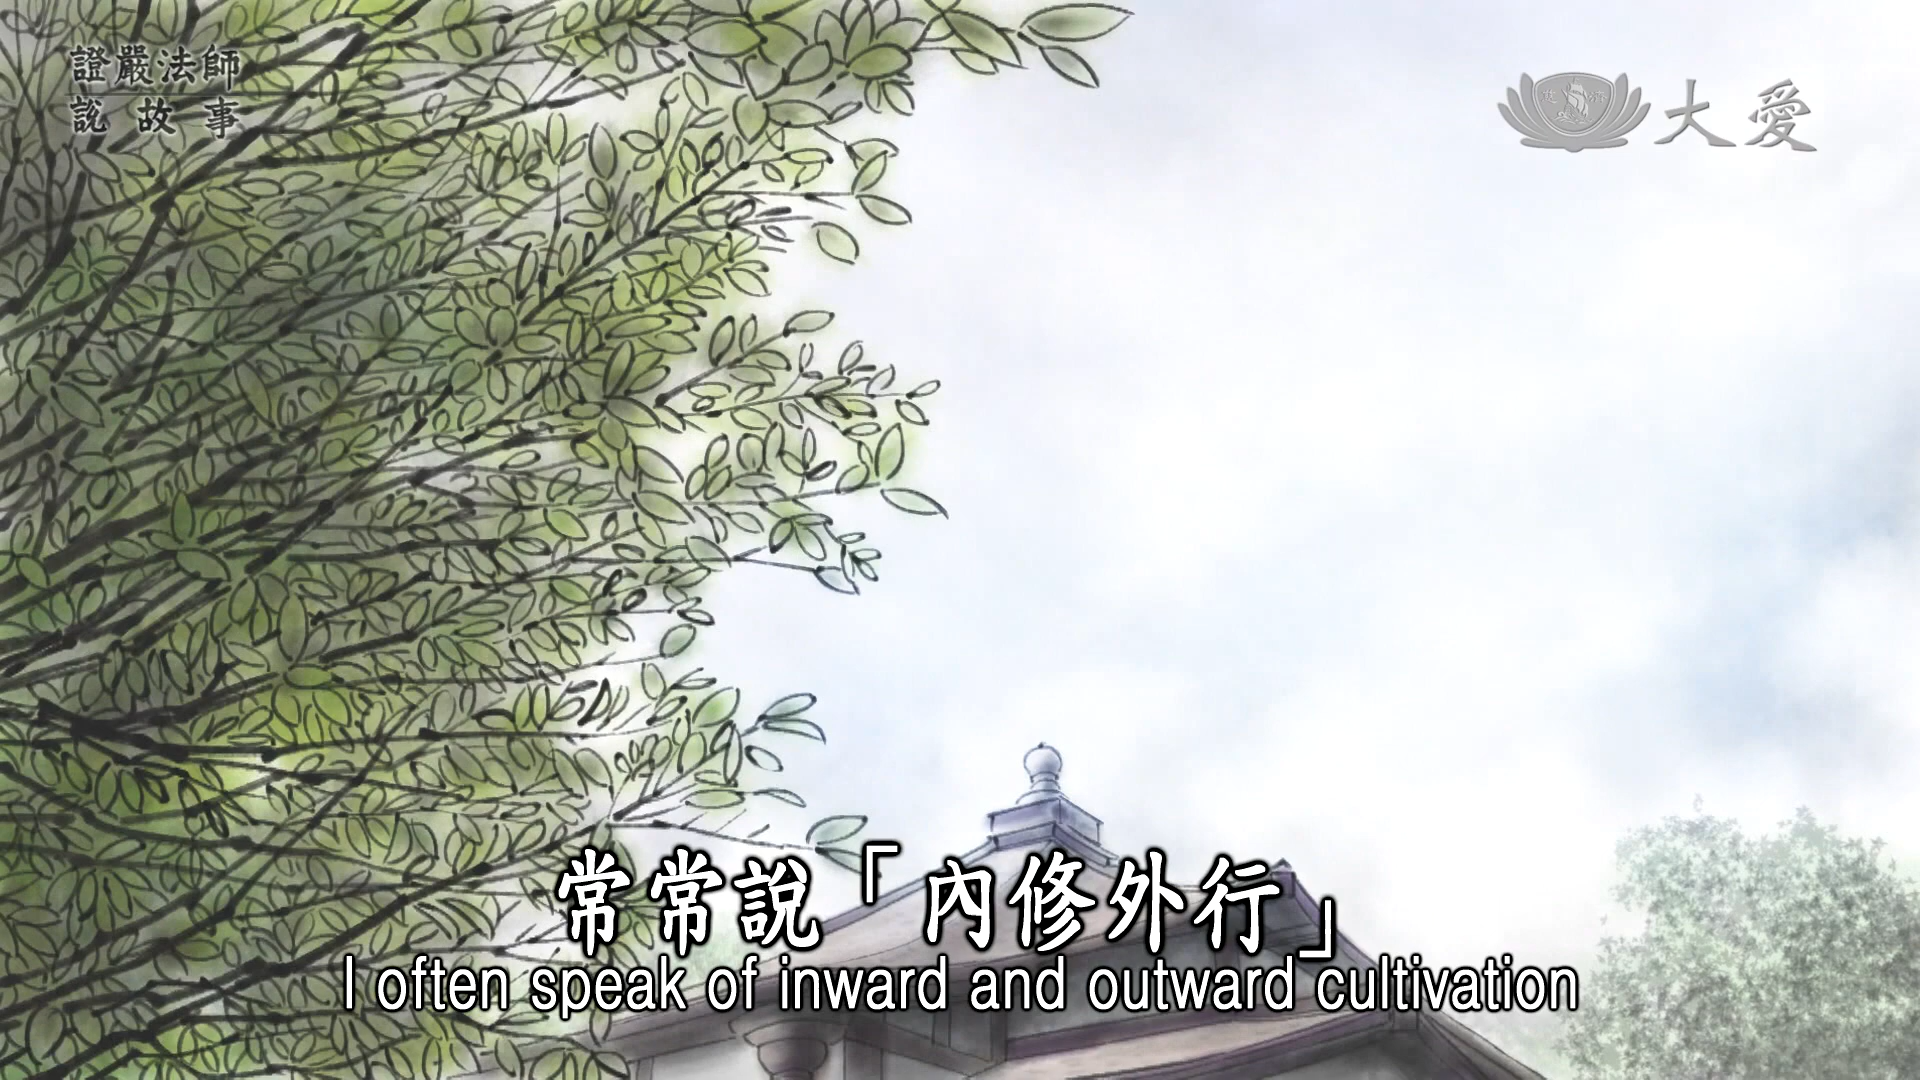 證嚴法師
說故事
大愛
常常說「內修外行」
I often speak of inward and outward cultivation